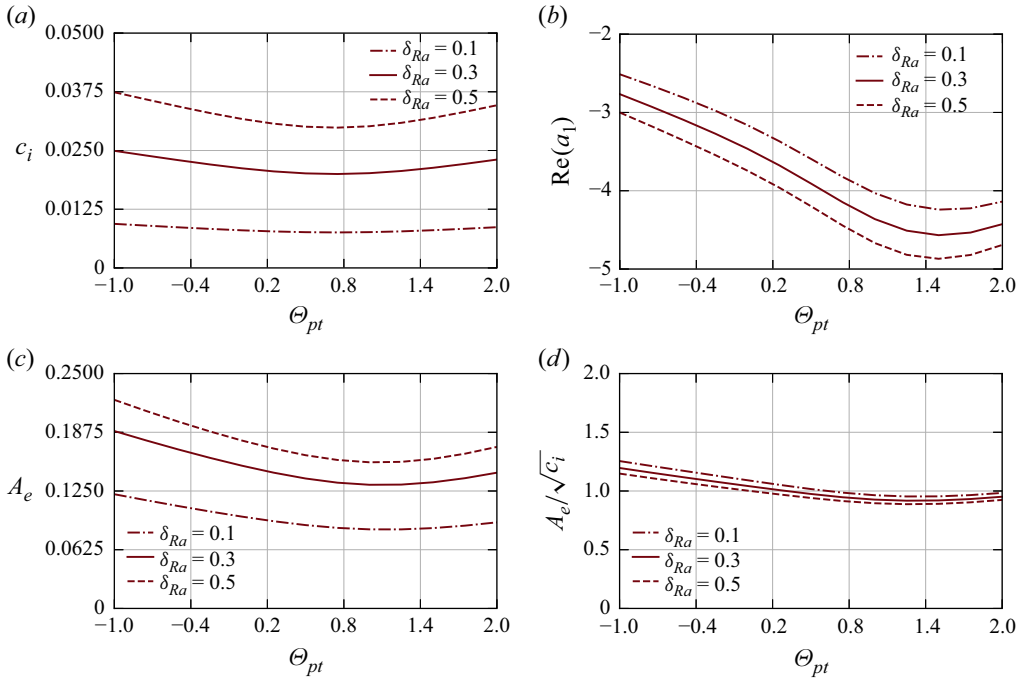 (a)
0.0500
0.0375
0.0250
0.0125
0
c_i
δ_Ra = 0.1
δ_Ra = 0.3
δ_Ra = 0.5
−1.0 −0.4 0.2 0.8 1.4 2.0
Θ_pt
(b)
−2
−3
−4
−5
Re(a_1)
δ_Ra = 0.1
δ_Ra = 0.3
δ_Ra = 0.5
−1.0 −0.4 0.2 0.8 1.4 2.0
Θ_pt
(c)
0.2500
0.1875
0.1250
0.0625
0
A_e
δ_Ra = 0.1
δ_Ra = 0.3
δ_Ra = 0.5
−1.0 −0.4 0.2 0.8 1.4 2.0
Θ_pt
(d)
2.0
1.5
1.0
0.5
0
A_e/√c_i
δ_Ra = 0.1
δ_Ra = 0.3
δ_Ra = 0.5
−1.0 −0.4 0.2 0.8 1.4 2.0
Θ_pt